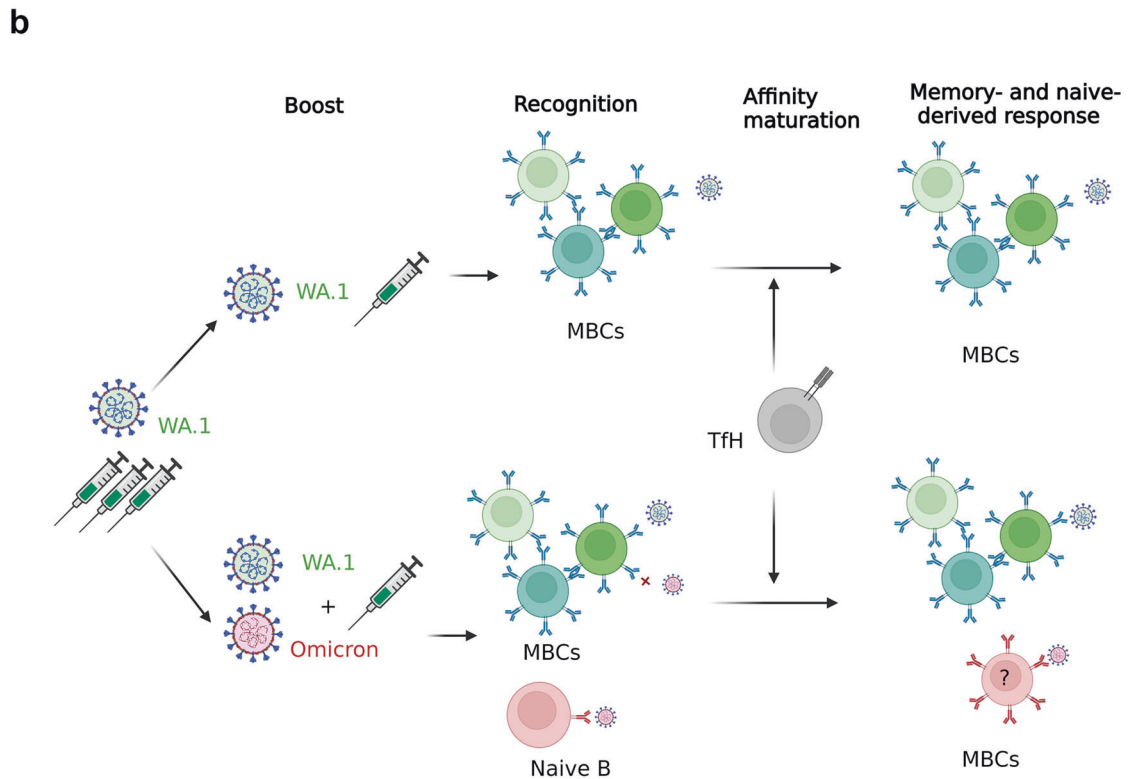 b
Boost
Recognition
Affinity
maturation
Memory- and naive-
derived response
WA.1
MBCs
MBCs
WA.1
TfH
WA.1
+
Omicron
x
MBCs
Naive B
?
MBCs